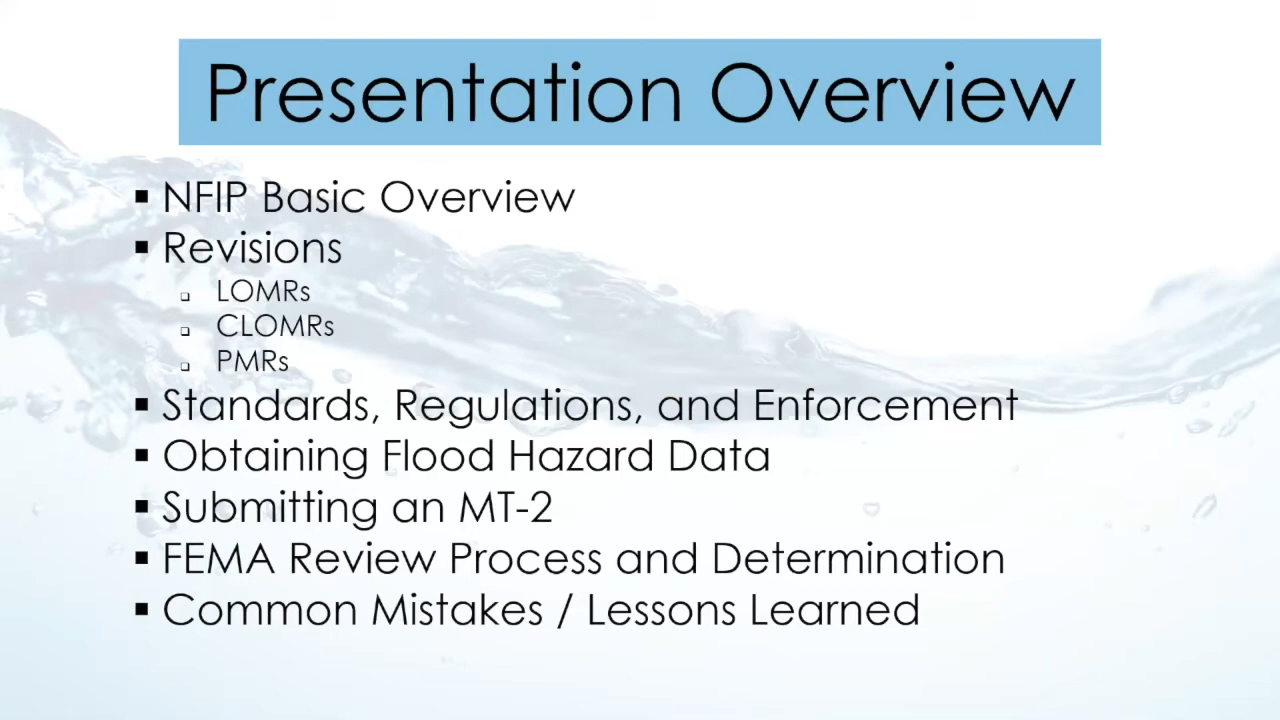 Presentation Overview
▪ NFIP Basic Overview
▪ Revisions
❑ LOMRs
❑ CLOMRs
❑ PMRs
▪ Standards, Regulations, and Enforcement
▪ Obtaining Flood Hazard Data
▪ Submitting an MT-2
▪ FEMA Review Process and Determination
▪ Common Mistakes / Lessons Learned